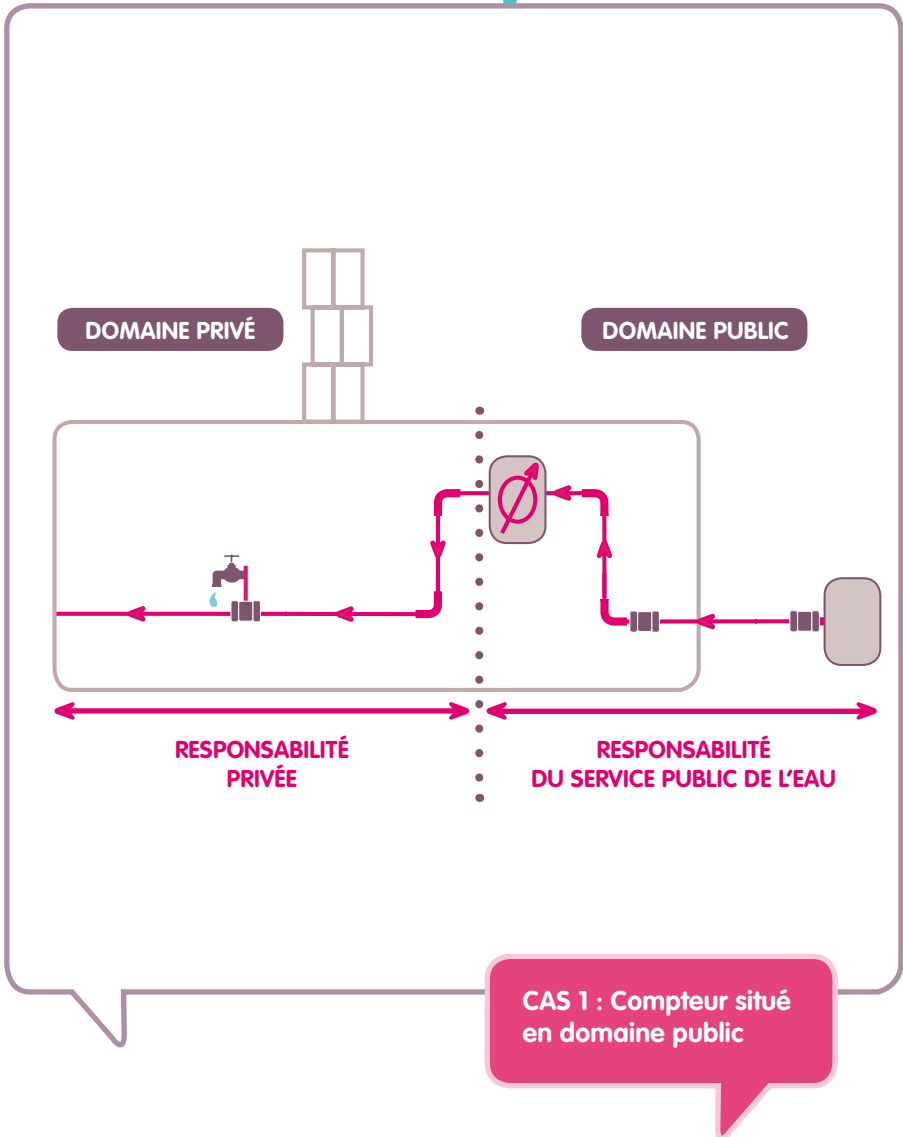 DOMAINE PRIVÉ
DOMAINE PUBLIC
RESPONSABILITÉ
PRIVÉE
RESPONSABILITÉ
DU SERVICE PUBLIC DE L'EAU
CAS 1 : Compteur situé
en domaine public